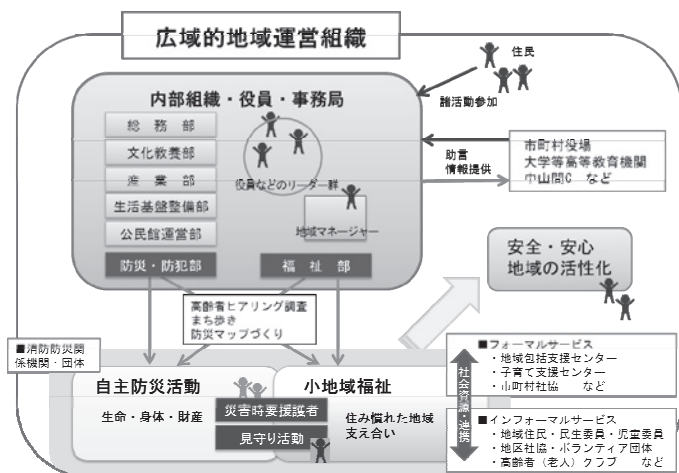 広域的地域運営組織
住民
諸活動参加
内部組織・役員・事務局
総務部
文化教養部
産業部
生活基盤整備部
公民館運営部
防災・防犯部
福祉部
役員などのリーダー群
地域マネージャー
助言
情報提供
市町村役場
大学等高等教育機関
中山間C など
安全・安心
地域の活性化
高齢者ヒアリング調査
まち歩き
防災マップづくり
■消防防災関
係機関・団体
自主防災活動
生命・身体・財産
小地域福祉
住み慣れた地域
支え合い
災害時要援護者
見守り活動
社会資源・連携
■フォーマルサービス
・地域包括支援センター
・子育て支援センター
・市町村社協 など
■インフォーマルサービス
・地域住民・民生委員・児童委員
・地区社協・ボランティア団体
・高齢者（老人）クラブ など